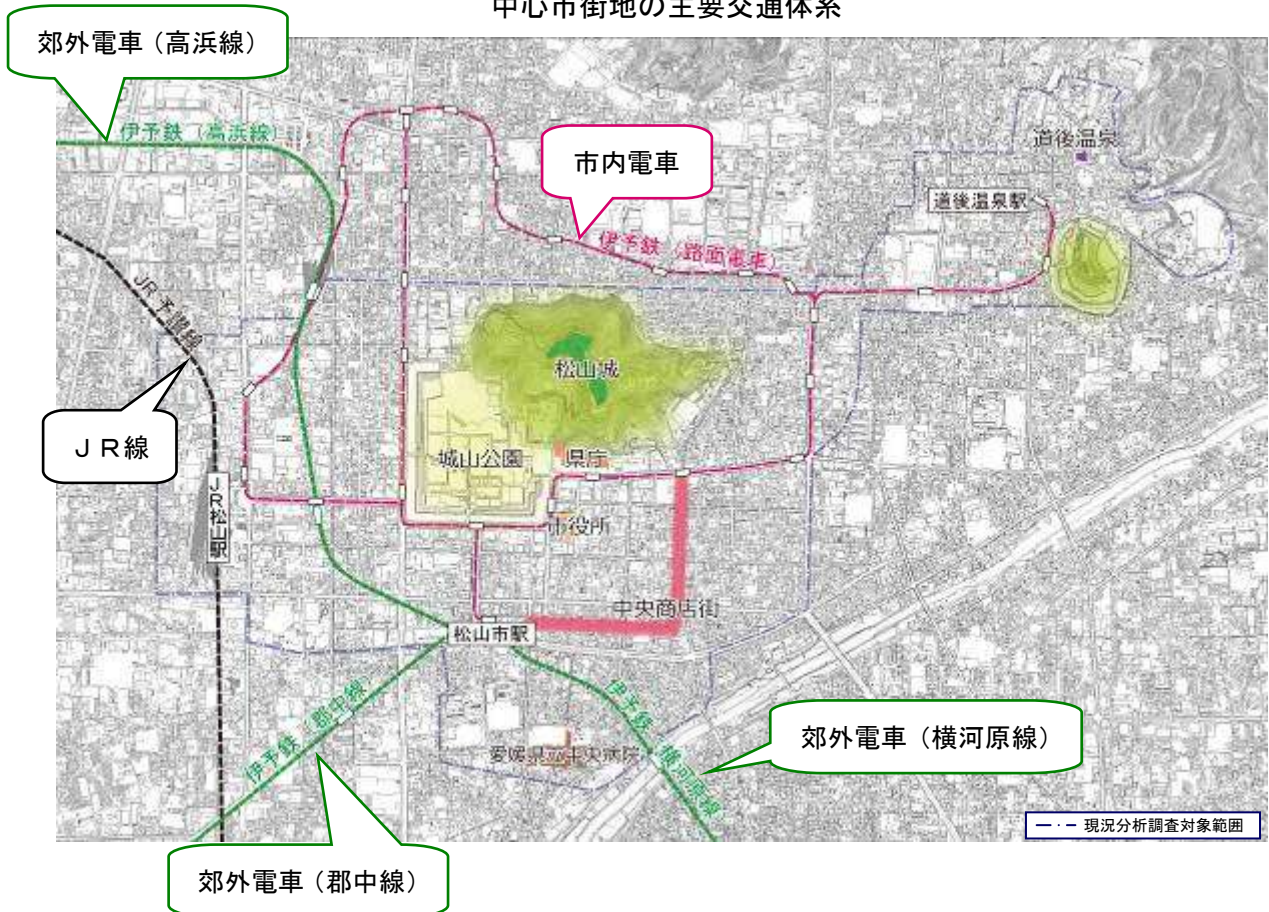 中心市街地の主要交通体系
郊外電車（高浜線）
伊予鉄（高浜線）
市内電車
道後温泉
道後温泉駅
伊予鉄（路面電車）
JR予讃線
松山城
JR線
城山公園
県庁
JR松山駅
市役所
中央商店街
松山市駅
伊予鉄（郡中線）
伊予鉄（横河原線）
郊外電車（横河原線）
愛媛県立中央病院
現況分析調査対象範囲
郊外電車（郡中線）